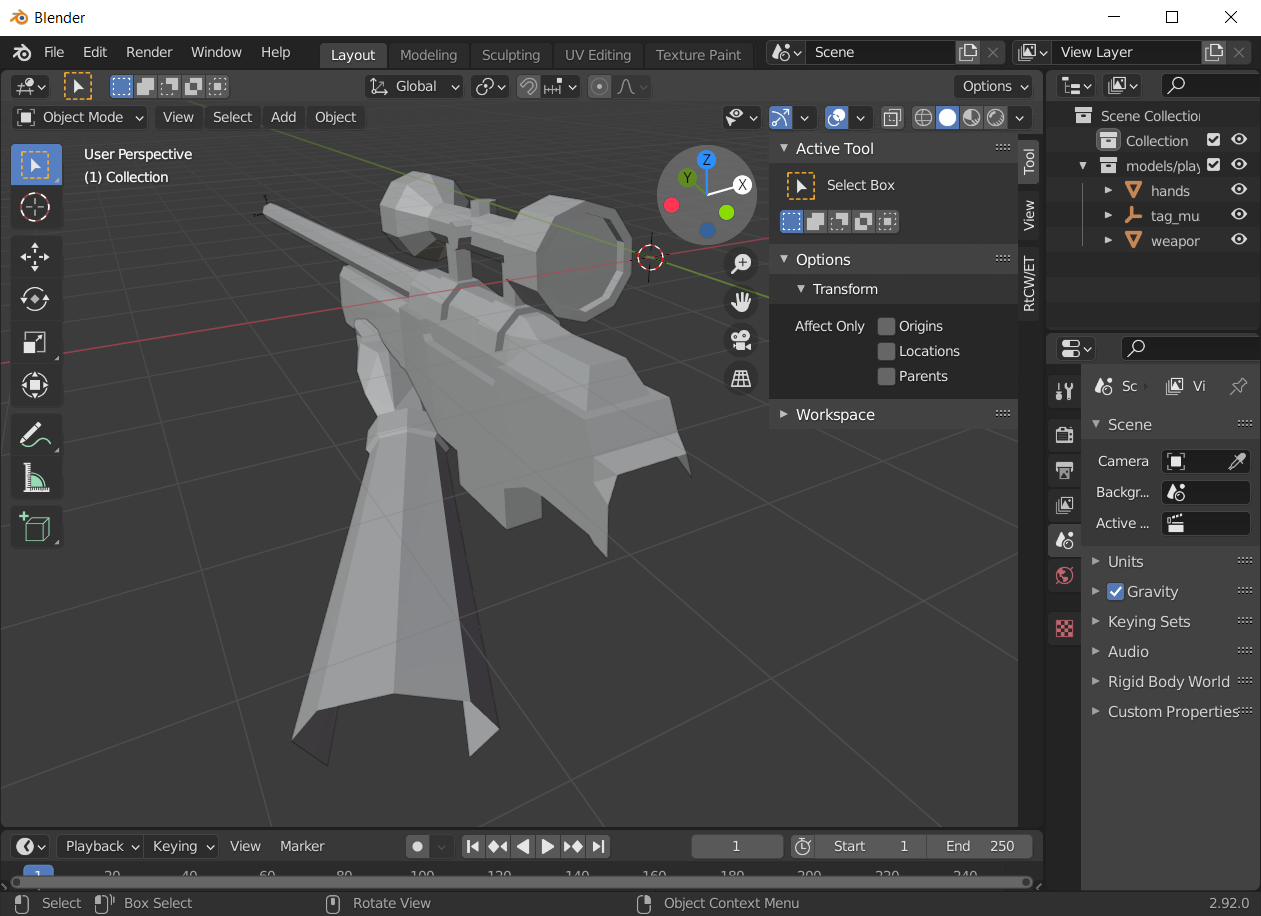 Blender
File Edit Render Window Help Layout Modeling Sculpting UV Editing Texture Paint Scene View Layer
Global Options
Object Mode View Select Add Object
User Perspective
(1) Collection
Z
Y
X
Active Tool
Select Box
Options
Transform
Affect Only Origins
Locations
Parents
Workspace
Tool
View
RtCW/ET
Scene Collection
Collection
models/play
hands
tag_mu
weapor
Sc Vi
Scene
Camera
Backgr...
Active ...
Units
Gravity
Keying Sets
Audio
Rigid Body World
Custom Properties
Playback Keying View Marker 1 Start 1 End 250
1 20 40 60 80 100 120 140 160 180 200 220 240
Select Box Select Rotate View Object Context Menu 2.92.0